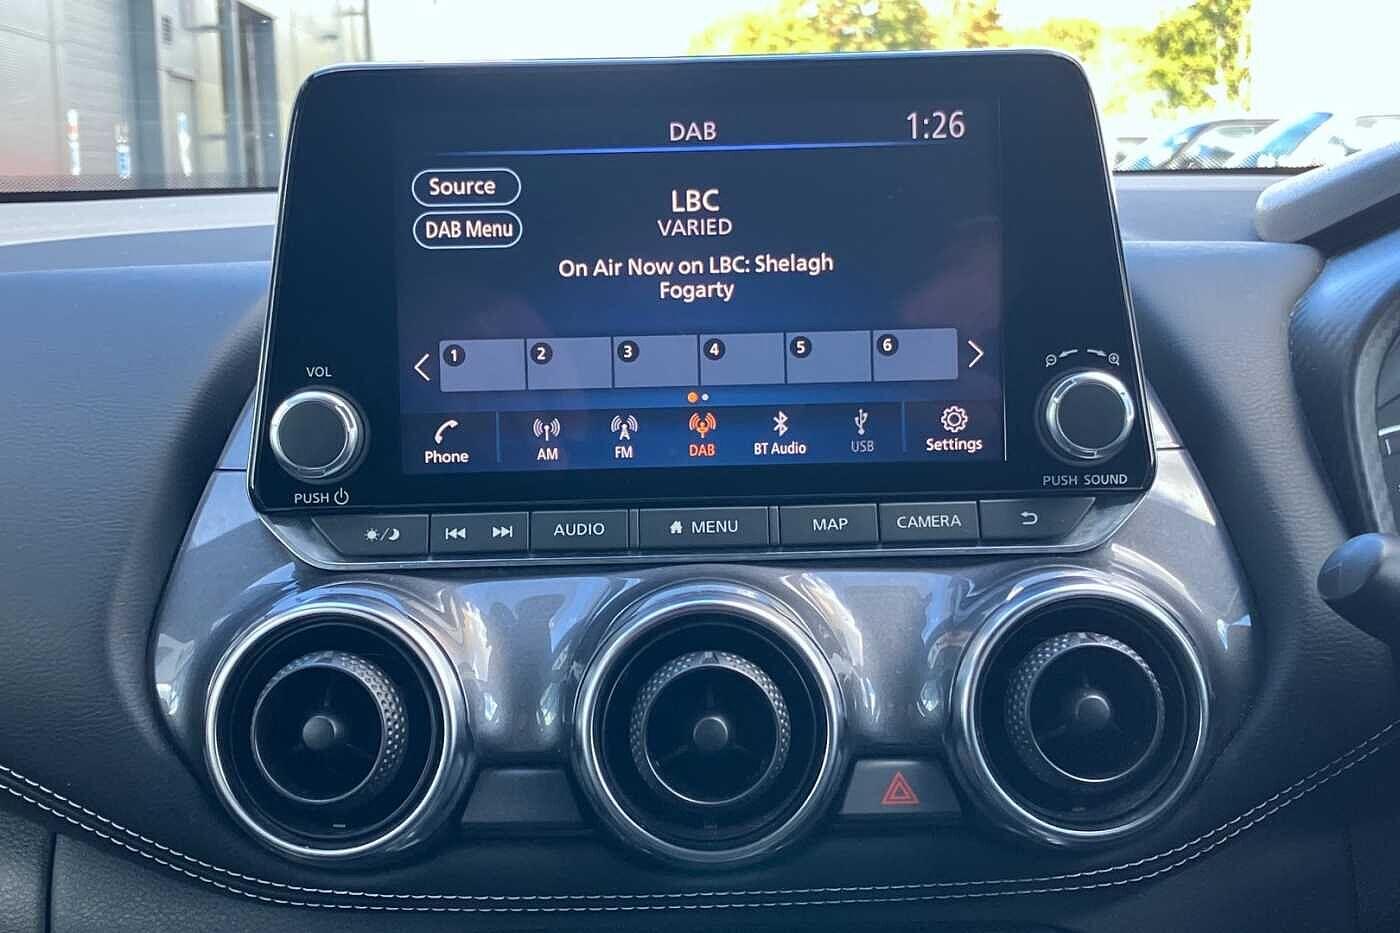 DAB
1:26
Source
DAB Menu
LBC
VARIED
On Air Now on LBC: Shelagh
Fogarty
1 2 3 4 5 6
Phone
AM
FM
DAB
BT Audio
USB
Settings
VOL
PUSH
PUSH SOUND
AUDIO
MENU
MAP
CAMERA